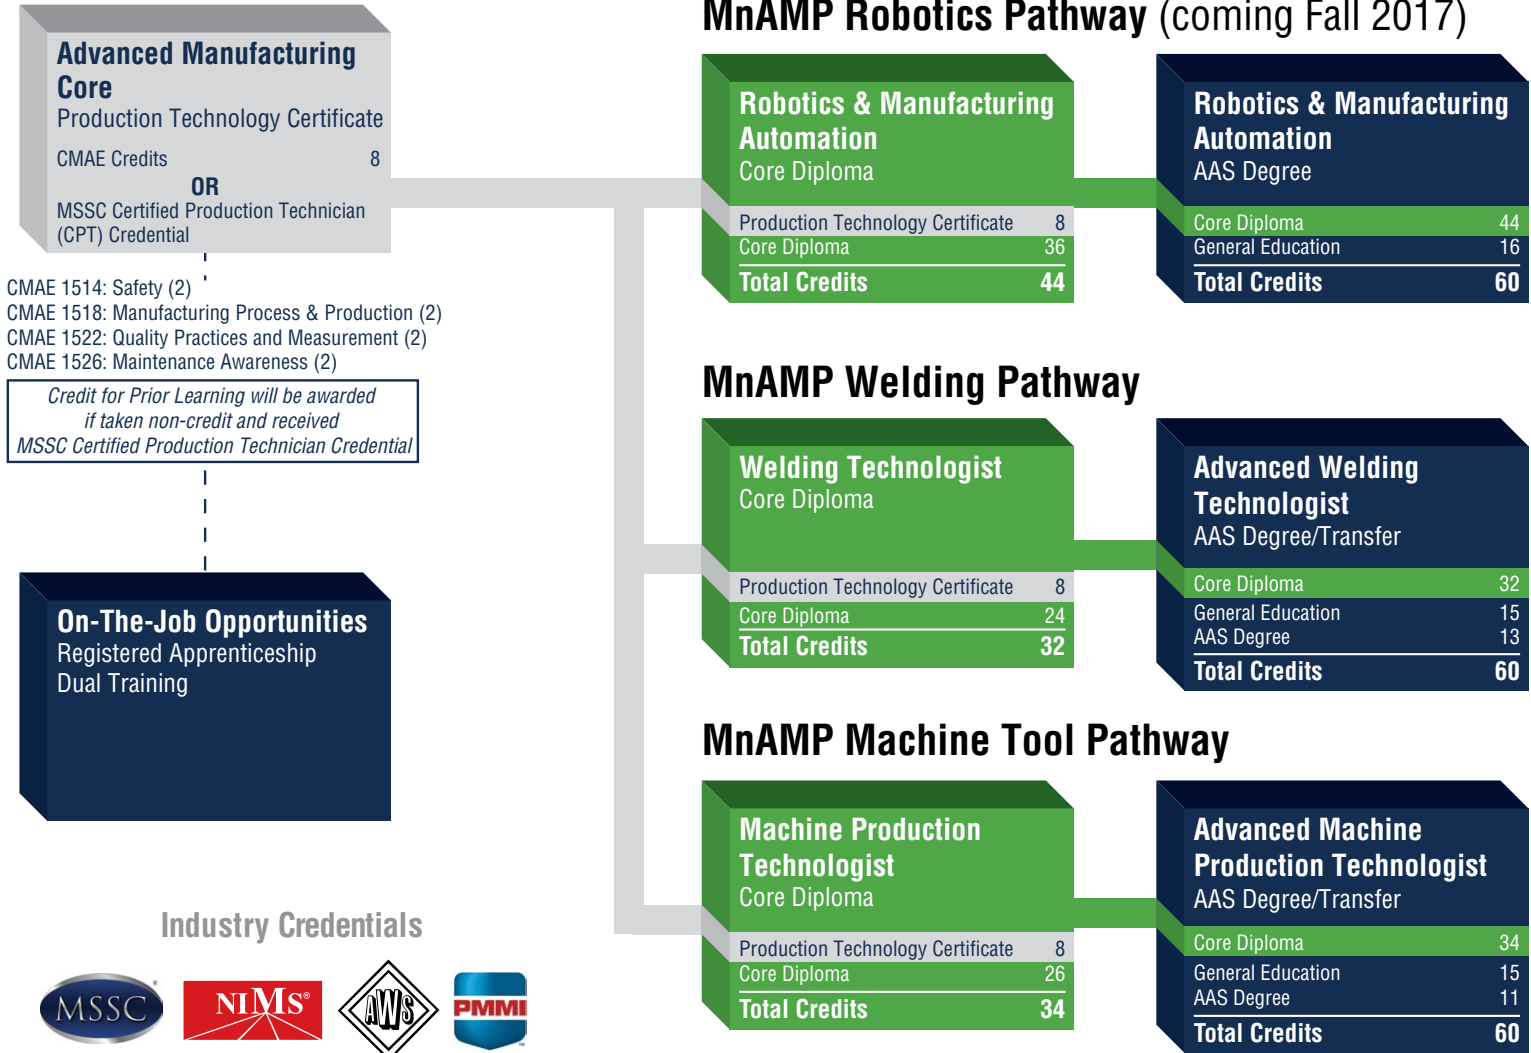 Advanced Manufacturing
Core
Production Technology Certificate
CMAE Credits 8
OR
MSSC Certified Production Technician
(CPT) Credential
CMAE 1514: Safety (2)
CMAE 1518: Manufacturing Process & Production (2)
CMAE 1522: Quality Practices and Measurement (2)
CMAE 1526: Maintenance Awareness (2)
Credit for Prior Learning will be awarded
if taken non-credit and received
MSSC Certified Production Technician Credential
On-The-Job Opportunities
Registered Apprenticeship
Dual Training
Industry Credentials
MSSC
NIMS®
AWS
PMMI
MnAMP Robotics Pathway (coming Fall 2017)
Robotics & Manufacturing
Automation
Core Diploma
Production Technology Certificate 8
Core Diploma 36
Total Credits 44
Robotics & Manufacturing
Automation
AAS Degree
Core Diploma 44
General Education 16
Total Credits 60
MnAMP Welding Pathway
Welding Technologist
Core Diploma
Production Technology Certificate 8
Core Diploma 24
Total Credits 32
Advanced Welding
Technologist
AAS Degree/Transfer
Core Diploma 32
General Education 15
AAS Degree 13
Total Credits 60
MnAMP Machine Tool Pathway
Machine Production
Technologist
Core Diploma
Production Technology Certificate 8
Core Diploma 26
Total Credits 34
Advanced Machine
Production Technologist
AAS Degree/Transfer
Core Diploma 34
General Education 15
AAS Degree 11
Total Credits 60